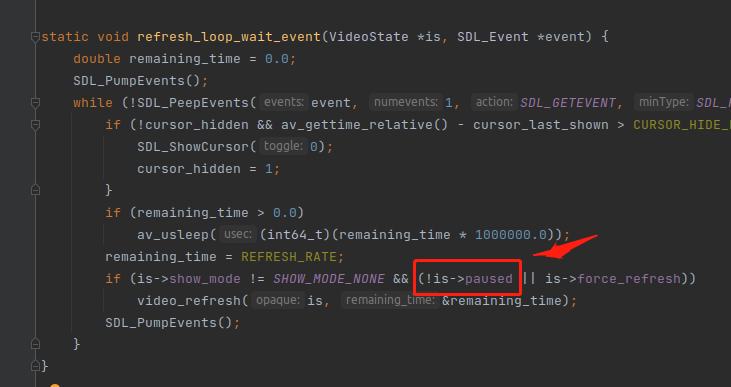 static void refresh_loop_wait_event(VideoState *is, SDL_Event *event) {
double remaining_time = 0.0;
SDL_PumpEvents();
while (!SDL_PeepEvents( events: event, numevents: 1, action: SDL_GETEVENT, minType: SDL_
if (!cursor_hidden && av_gettime_relative() - cursor_last_shown > CURSOR_HIDE_
SDL_ShowCursor( toggle: 0);
cursor_hidden = 1;
}
if (remaining_time > 0.0)
av_usleep( usec: (int64_t)(remaining_time * 1000000.0));
remaining_time = REFRESH_RATE;
if (is->show_mode != SHOW_MODE_NONE && (!is->paused || is->force_refresh))
video_refresh( opaque: is, remaining_time: &remaining_time);
SDL_PumpEvents();
}
}